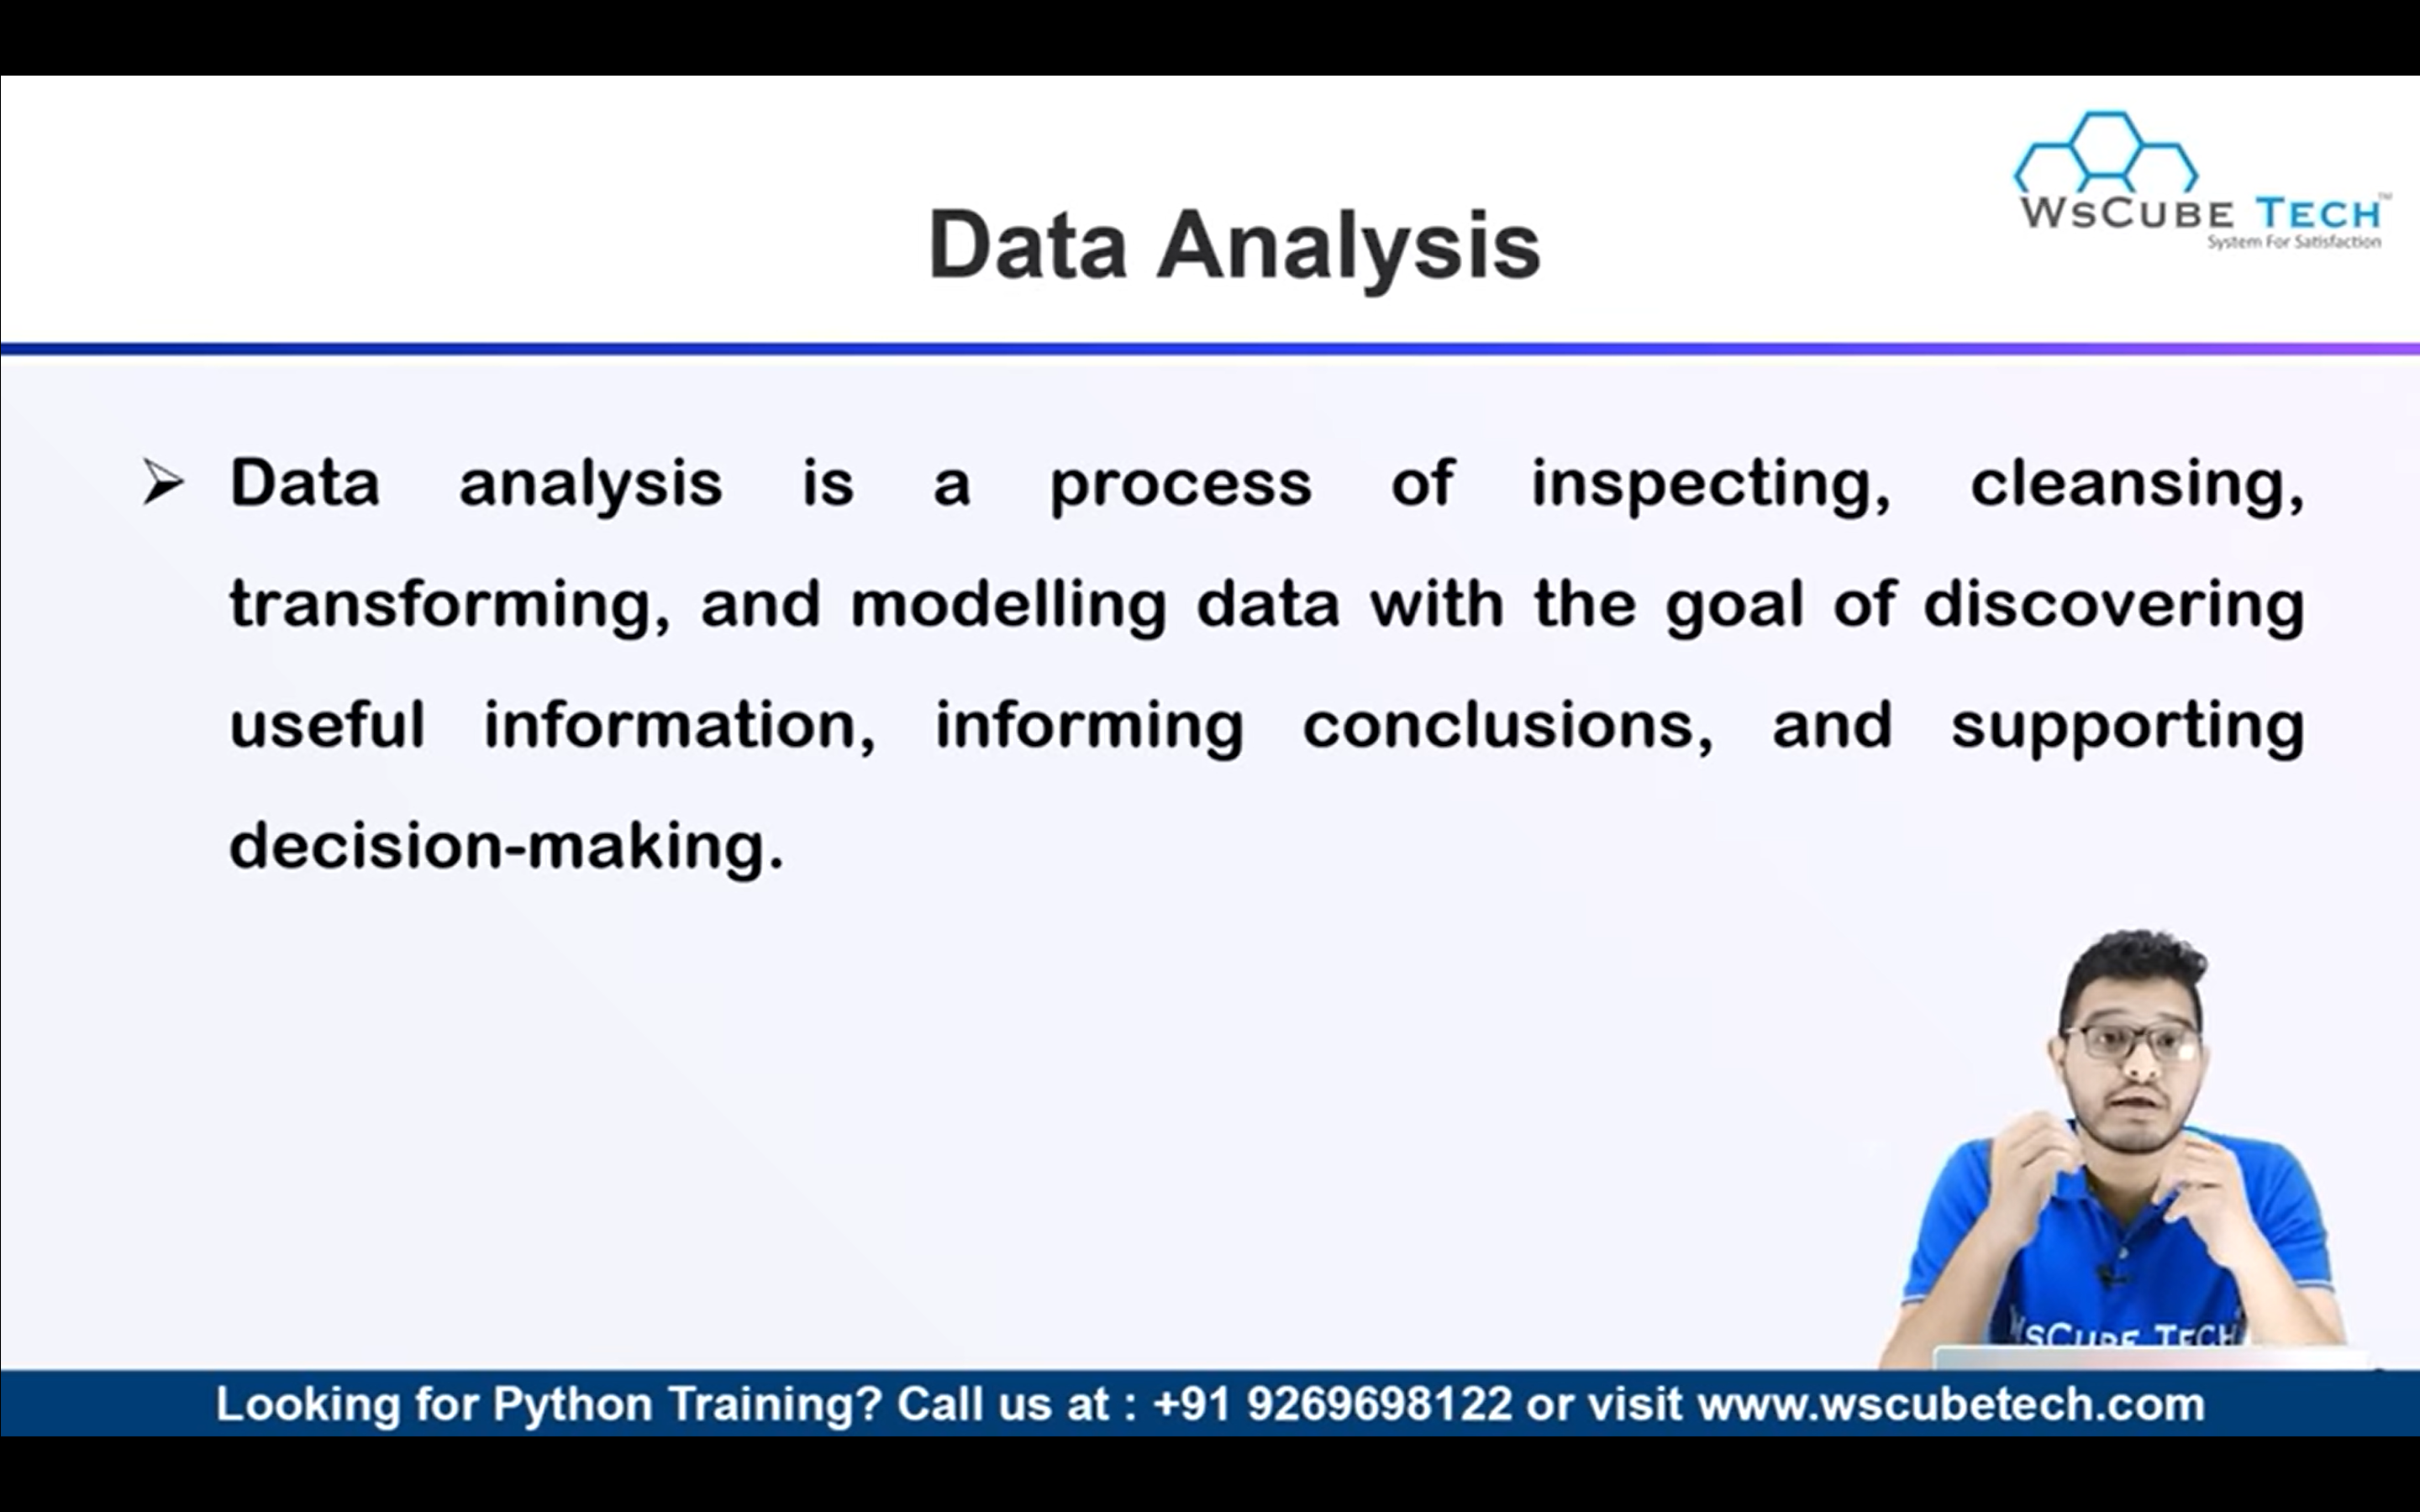 WsCube Tech™
System For Satisfaction
Data Analysis
➢ Data analysis is a process of inspecting, cleansing,
transforming, and modelling data with the goal of discovering
useful information, informing conclusions, and supporting
decision-making.
WsCube Tech
Looking for Python Training? Call us at : +91 9269698122 or visit www.wscubetech.com